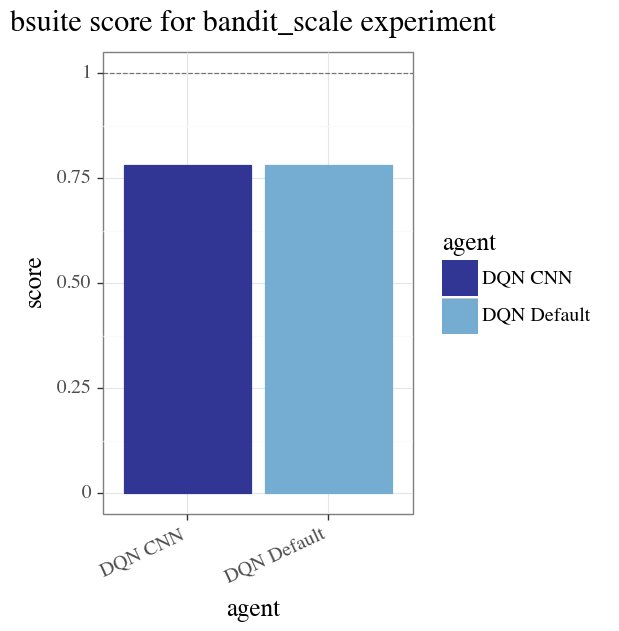 bsuite score for bandit_scale experiment
1
0.75
0.50
0.25
0
score
DQN CNN
DQN Default
agent
agent
DQN CNN
DQN Default